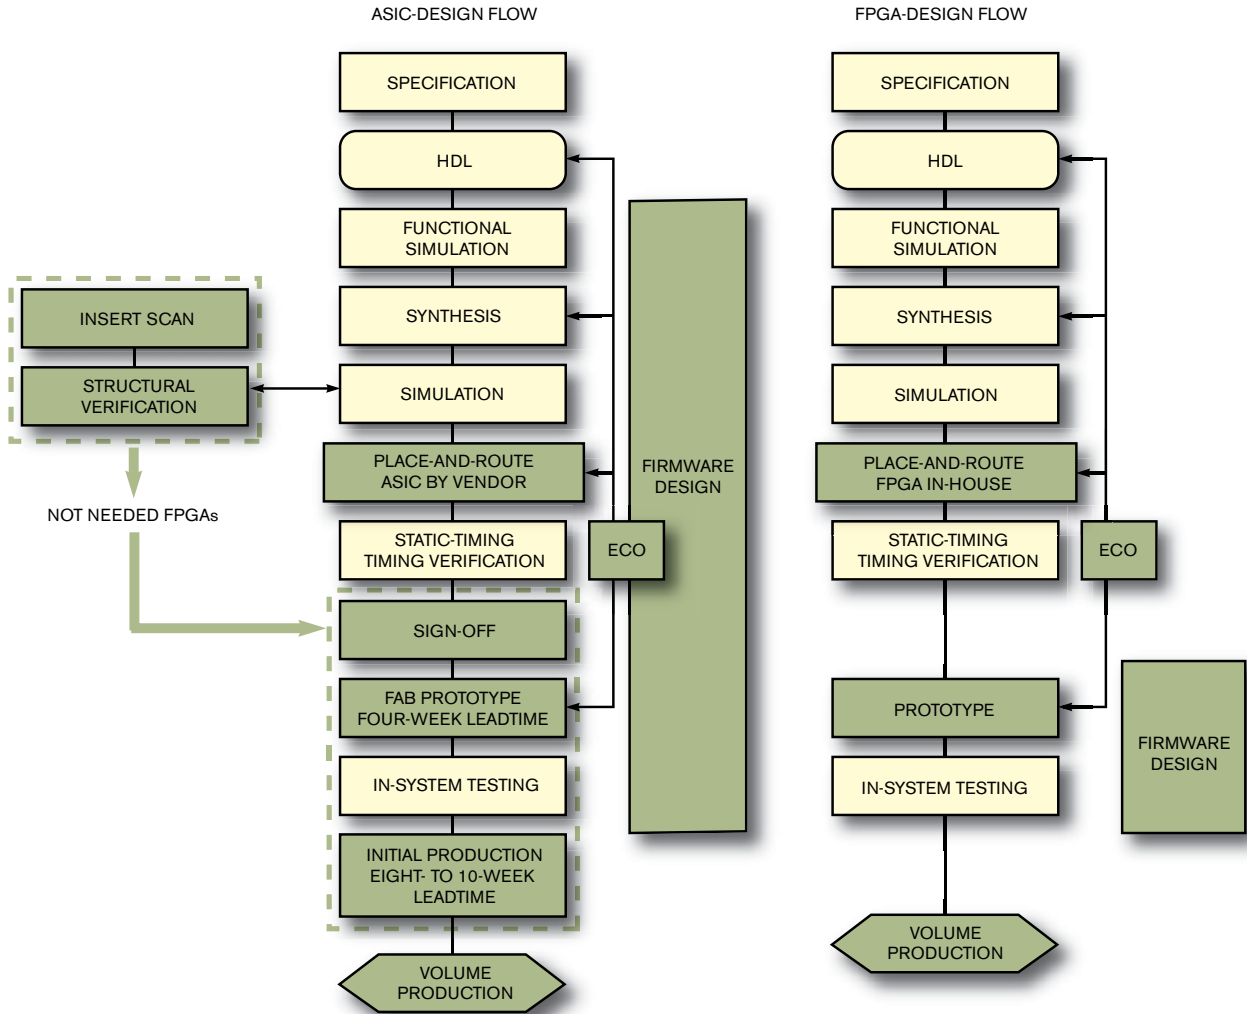 ASIC-DESIGN FLOW
SPECIFICATION
HDL
FUNCTIONAL
SIMULATION
SYNTHESIS
SIMULATION
PLACE-AND-ROUTE
ASIC BY VENDOR
STATIC-TIMING
TIMING VERIFICATION
SIGN-OFF
FAB PROTOTYPE
FOUR-WEEK LEADTIME
IN-SYSTEM TESTING
INITIAL PRODUCTION
EIGHT- TO 10-WEEK
LEADTIME
VOLUME
PRODUCTION
INSERT SCAN
STRUCTURAL
VERIFICATION
NOT NEEDED FPGAs
ECO
FIRMWARE
DESIGN
FPGA-DESIGN FLOW
SPECIFICATION
HDL
FUNCTIONAL
SIMULATION
SYNTHESIS
SIMULATION
PLACE-AND-ROUTE
FPGA IN-HOUSE
STATIC-TIMING
TIMING VERIFICATION
PROTOTYPE
IN-SYSTEM TESTING
VOLUME
PRODUCTION
ECO
FIRMWARE
DESIGN